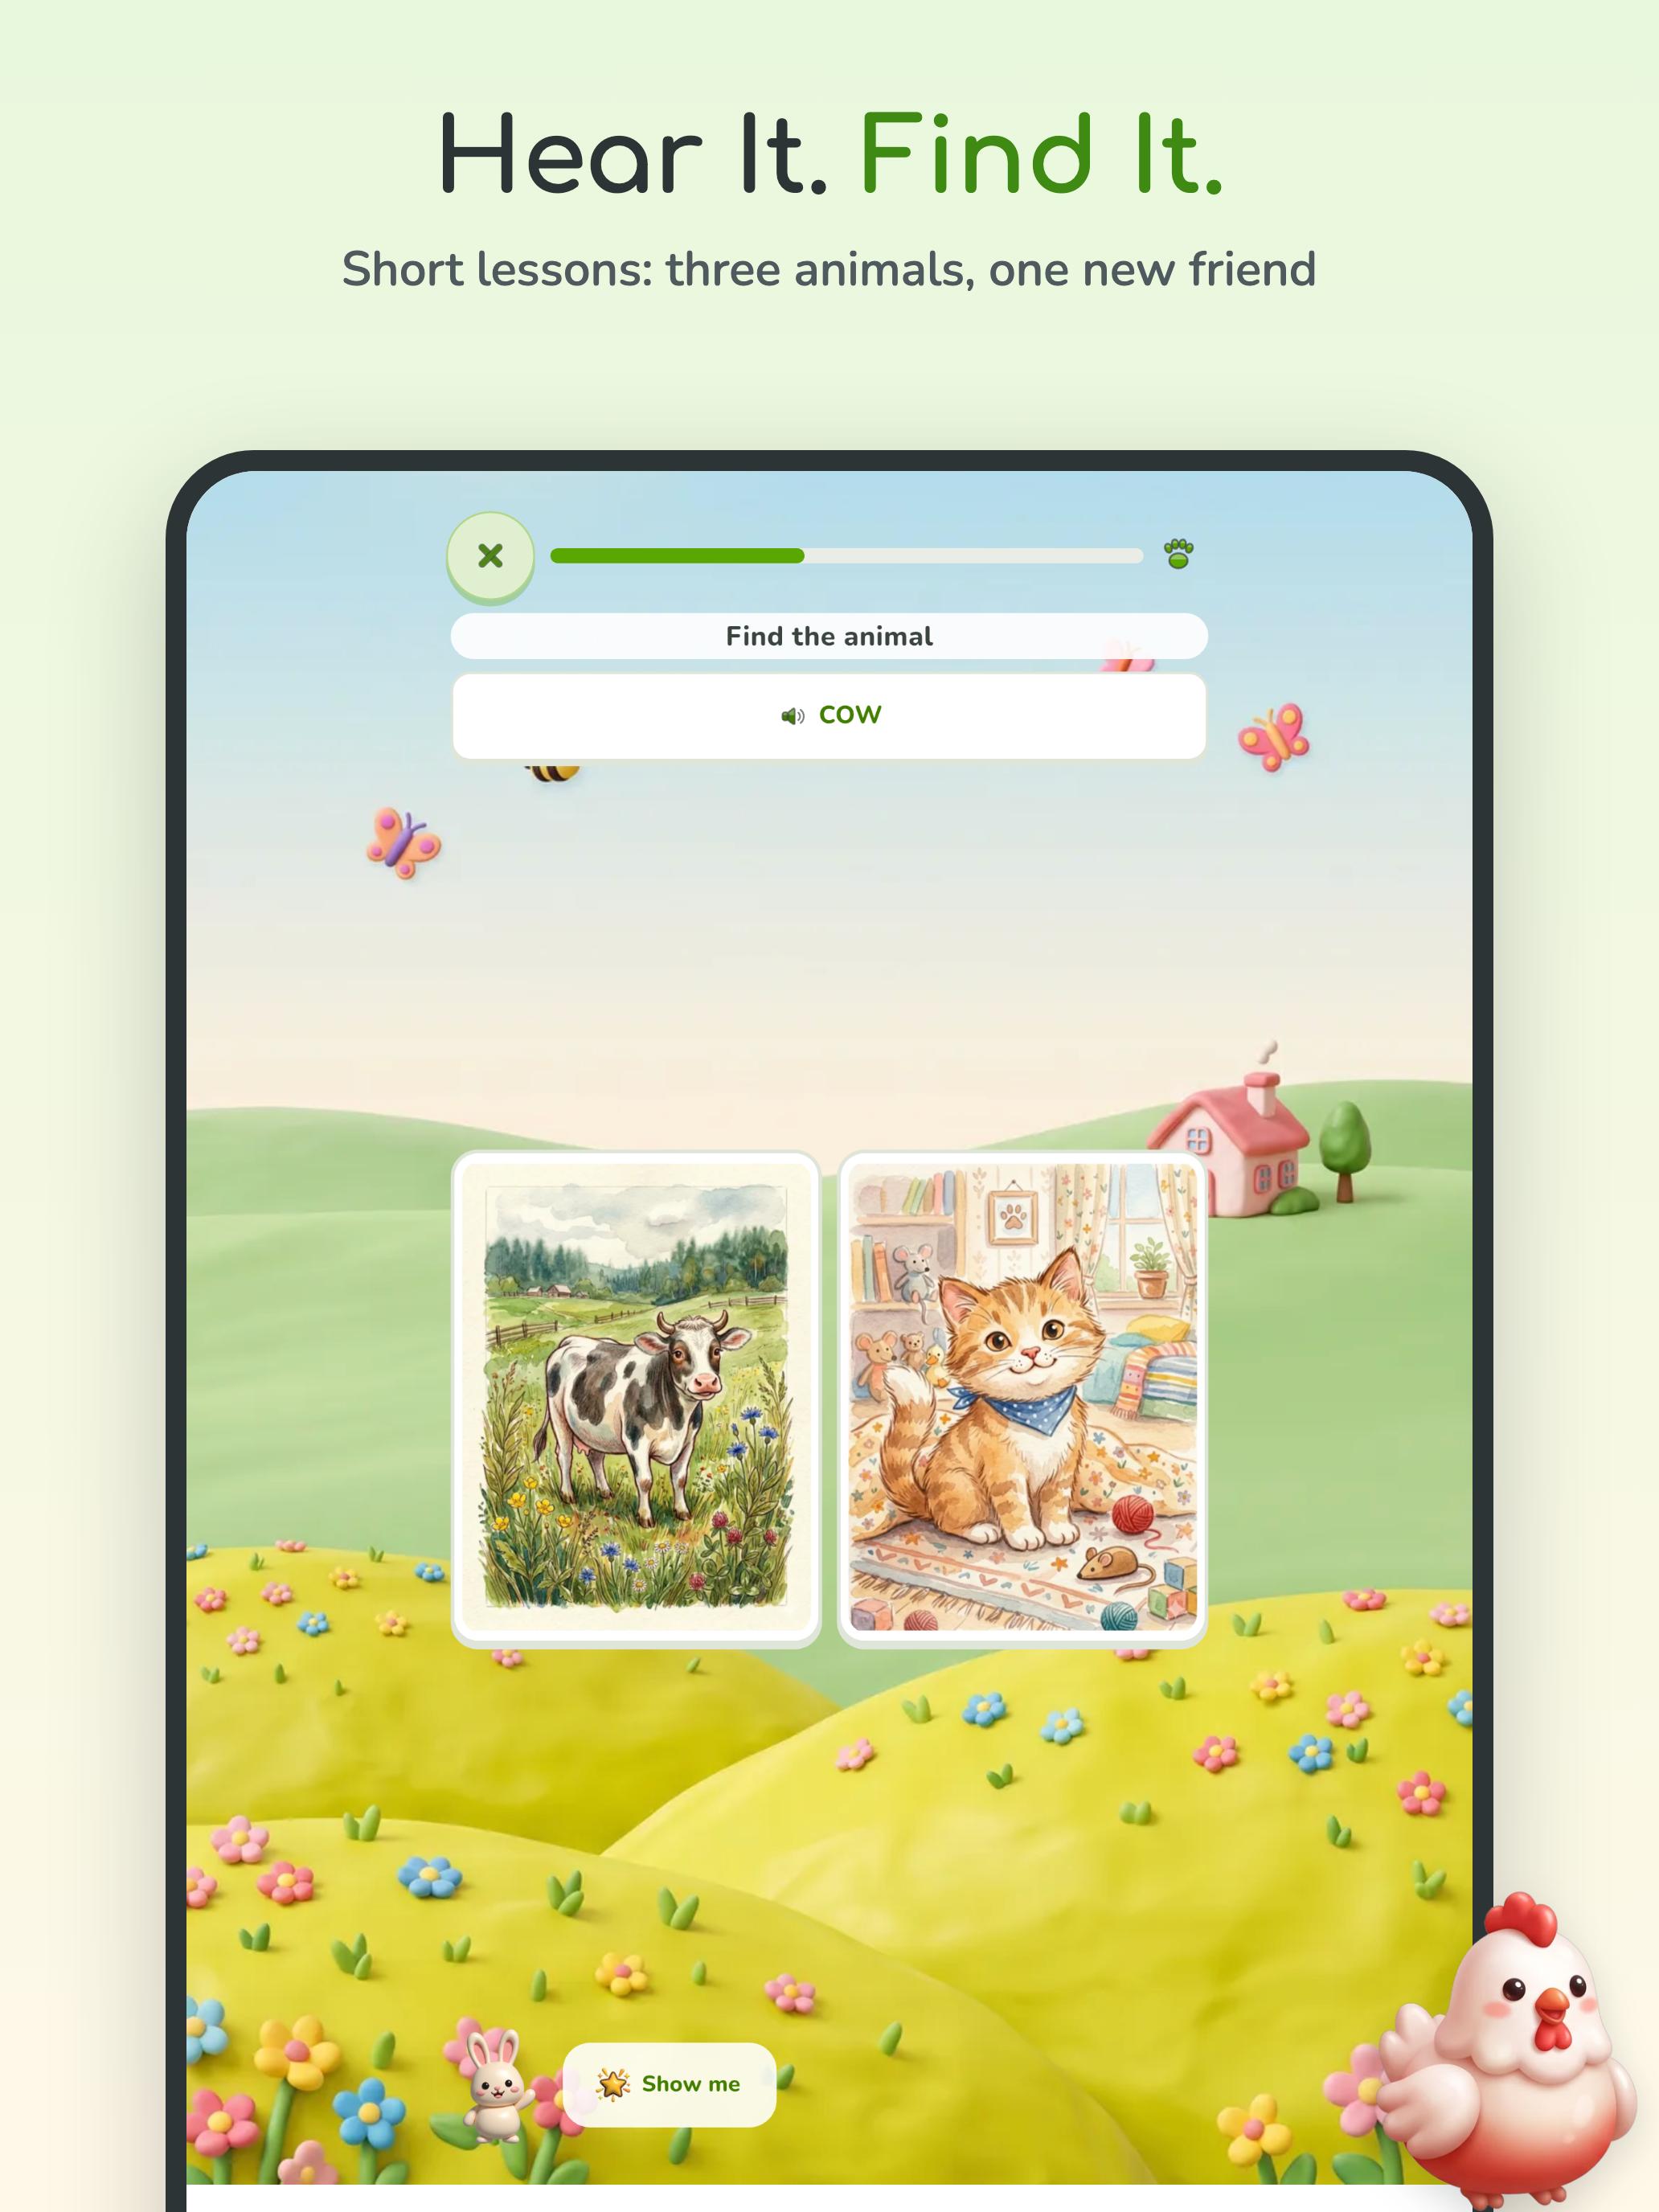 Hear It. Find It.
Short lessons: three animals, one new friend
Find the animal
COW
Show me